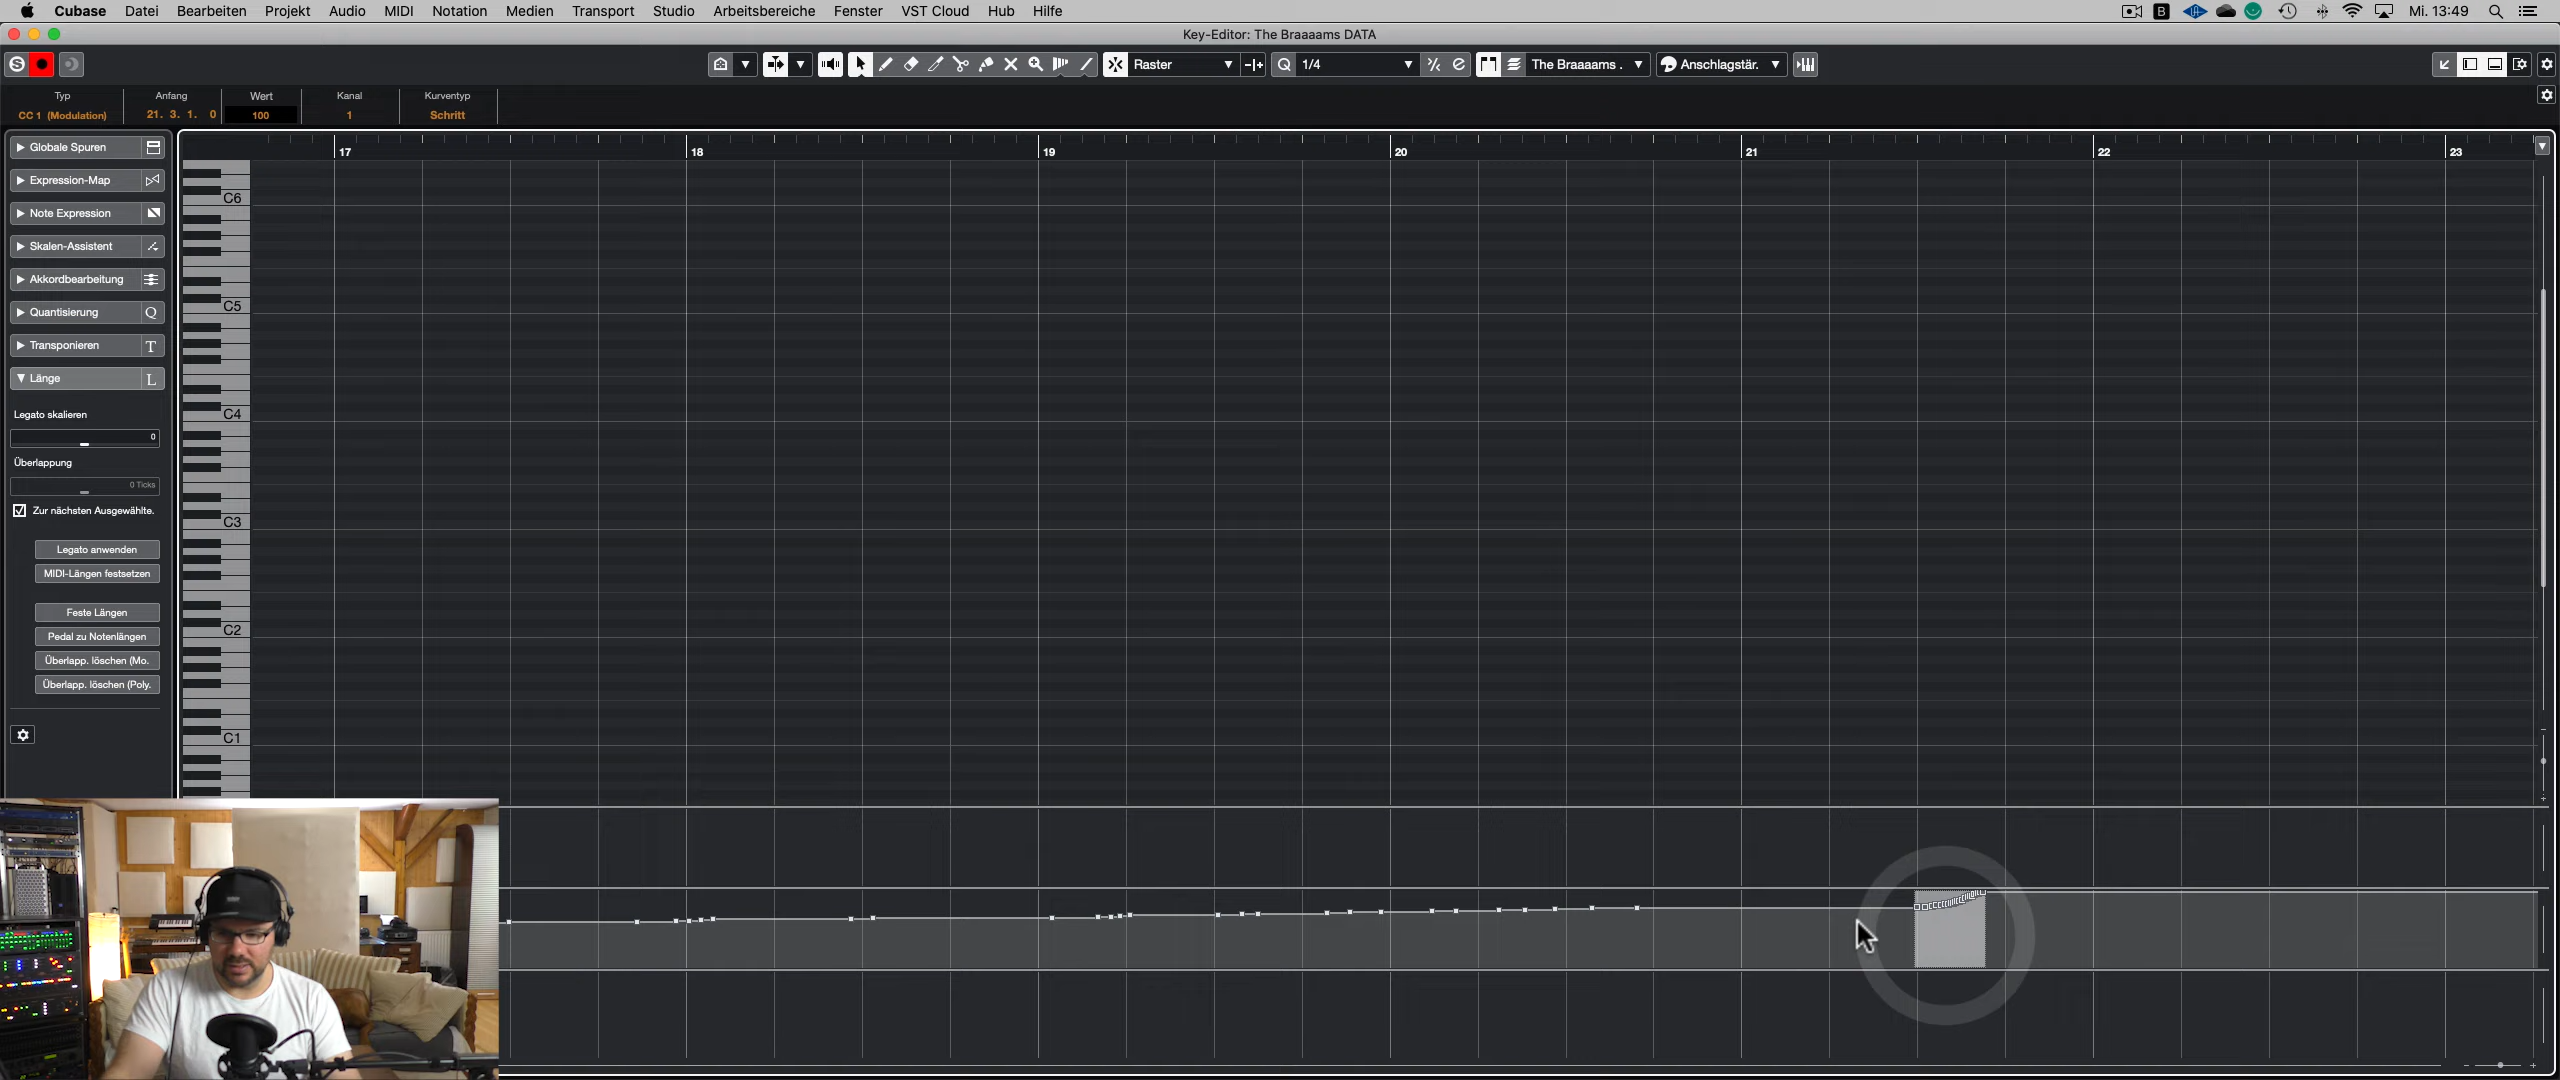 Cubase Datei Bearbeiten Projekt Audio MIDI Notation Medien Transport Studio Arbeitsbereiche Fenster VST Cloud Hub Hilfe B Mi. 13:49
Key-Editor: The Braaaams DATA
S Raster Q 1/4 The Braaaams . Anschlagstär.
Typ Anfang Wert Kanal Kurventyp
CC 1 (Modulation) 21. 3. 1. 0 100 1 Schritt
Globale Spuren
17 18 19 20 21 22 23
Expression-Map
C6
Note Expression
Skalen-Assistent
Akkordbearbeitung
C5
Quantisierung Q
Transponieren T
Länge L
Legato skalieren
C4
0
Überlappung
0 Ticks
Zur nächsten Ausgewählte.
C3
Legato anwenden
MIDI-Längen festsetzen
Feste Längen
C2
Pedal zu Notenlängen
Überlapp. löschen (Mo.
Überlapp. löschen (Poly.
C1